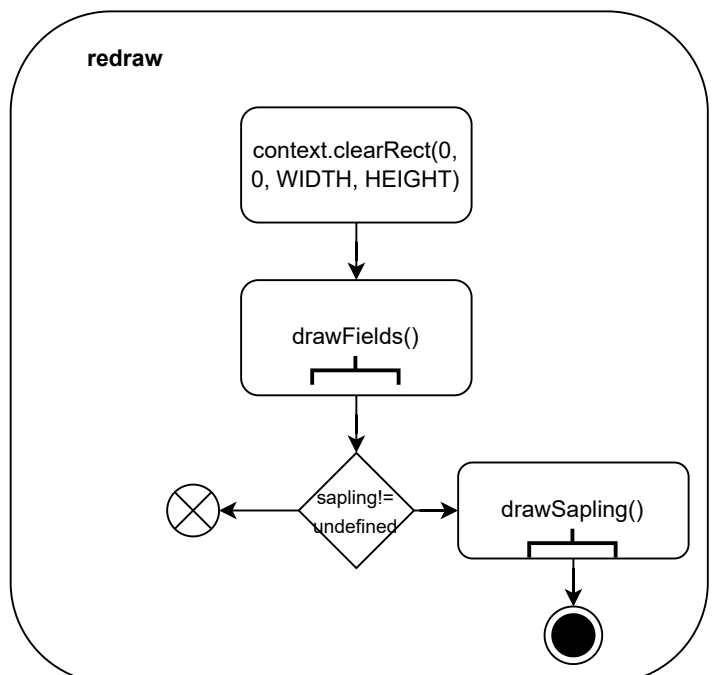 redraw
context.clearRect(0,
0, WIDTH, HEIGHT)
drawFields()
sapling!=
undefined
drawSapling()